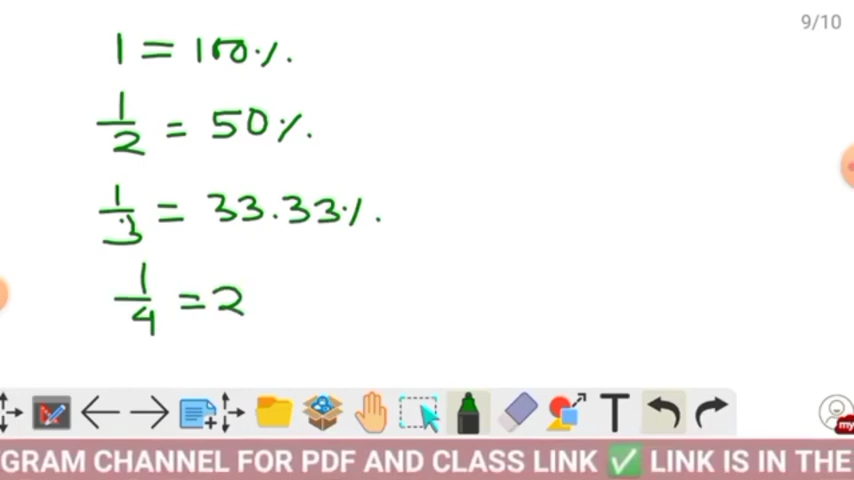 9/10
1 = 100%.
1/2 = 50%.
1/3 = 33.33%.
1/4 = 2
T
my
GRAM CHANNEL FOR PDF AND CLASS LINK ✅ LINK IS IN THE